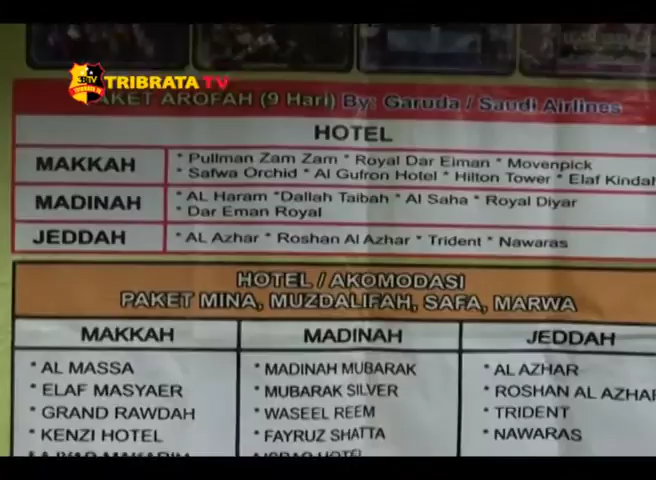 TRIBRATA TV
PAKET AROFAH (9 Hari) By: Garuda / Saudi Airlines
HOTEL
MAKKAH
* Pullman Zam Zam * Royal Dar Eiman * Movenpick
* Safwa Orchid * Al Gufron Hotel * Hilton Tower * Elaf Kindah
MADINAH
* AL Haram *Dallah Taibah * Al Saha * Royal Diyar
* Dar Eman Royal
JEDDAH
* AL Azhar * Roshan Al Azhar * Trident * Nawaras
HOTEL / AKOMODASI
PAKET MINA, MUZDALIFAH, SAFA, MARWA
MAKKAH
* AL MASSA
* ELAF MASYAER
* GRAND RAWDAH
* KENZI HOTEL
MADINAH
* MADINAH MUBARAK
* MUBARAK SILVER
* WASEEL REEM
* FAYRUZ SHATTA
JEDDAH
* AL AZHAR
* ROSHAN AL AZHAR
* TRIDENT
* NAWARAS